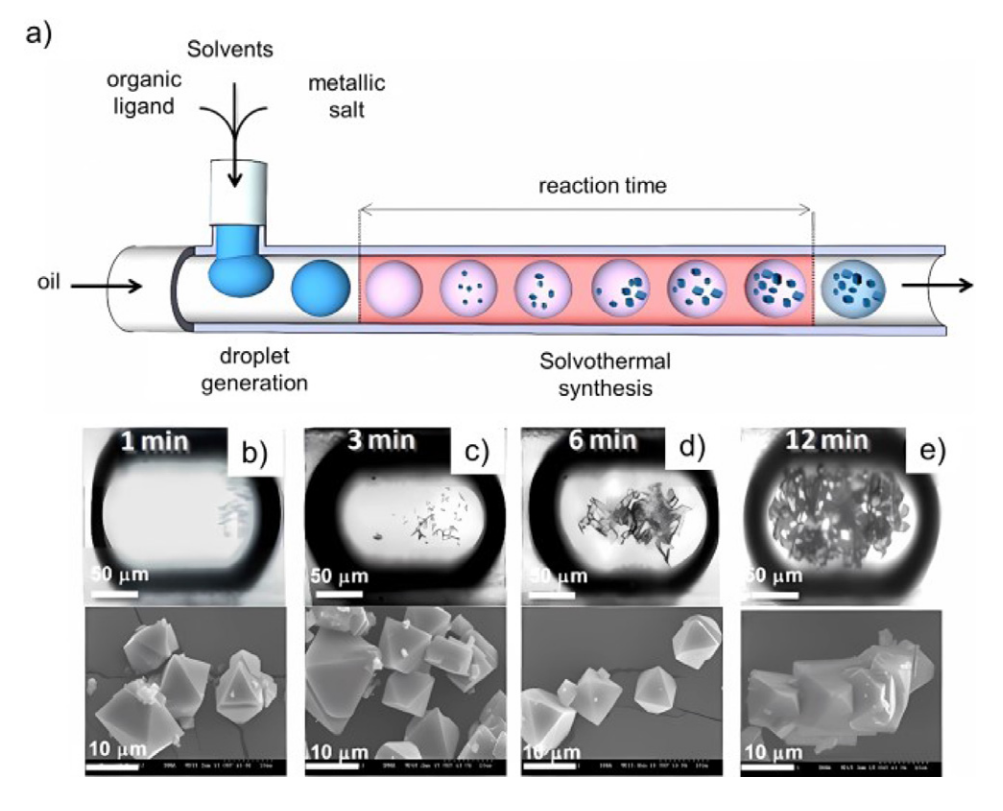 a)
Solvents
organic
ligand
metallic
salt
reaction time
oil
droplet
generation
Solvothermal
synthesis
1 min
b)
3 min
c)
6 min
d)
12 min
e)
50 μm
50 μm
50 μm
50 μm
10 μm
10 μm
10 μm
10 μm